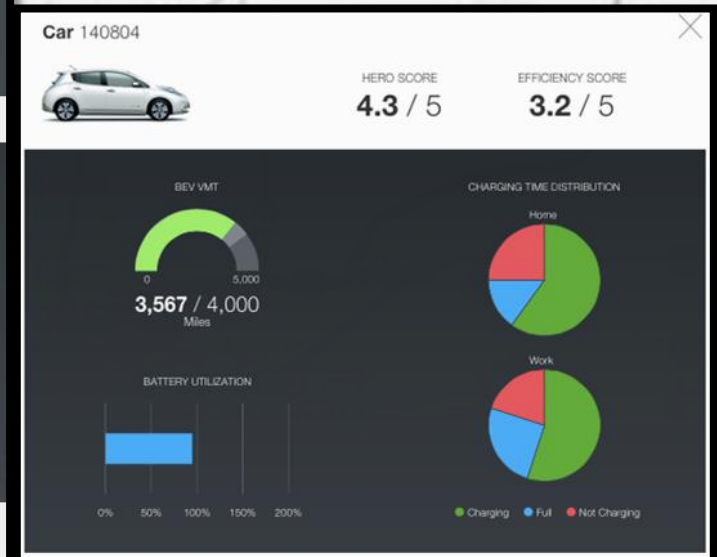 Car 140804
HERO SCORE
4.3 / 5
EFFICIENCY SCORE
3.2 / 5
BEV VMT
0 5,000
3,567 / 4,000
Miles
BATTERY UTILIZATION
0% 50% 100% 150% 200%
CHARGING TIME DISTRIBUTION
Home
Work
Charging Full Not Charging